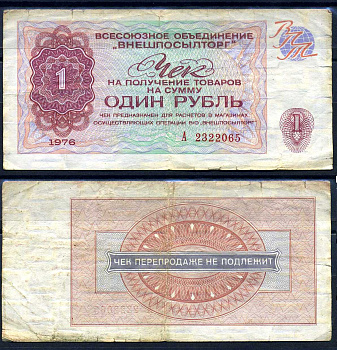 ВСЕСОЮЗНОЕ ОБЪЕДИНЕНИЕ
„ВНЕШПОСЫЛТОРГ"
ВПТ
Чек
НА ПОЛУЧЕНИЕ ТОВАРОВ
НА СУММУ
1
ОДИН РУБЛЬ
ЧЕК ПРЕДНАЗНАЧЕН ДЛЯ РАСЧЕТОВ В МАГАЗИНАХ,
ОСУЩЕСТВЛЯЮЩИХ ОПЕРАЦИИ В/О „ВНЕШПОСЫЛТОРГ"
1
1976
А 2322065
ЧЕК ПЕРЕПРОДАЖЕ НЕ ПОДЛЕЖИТ